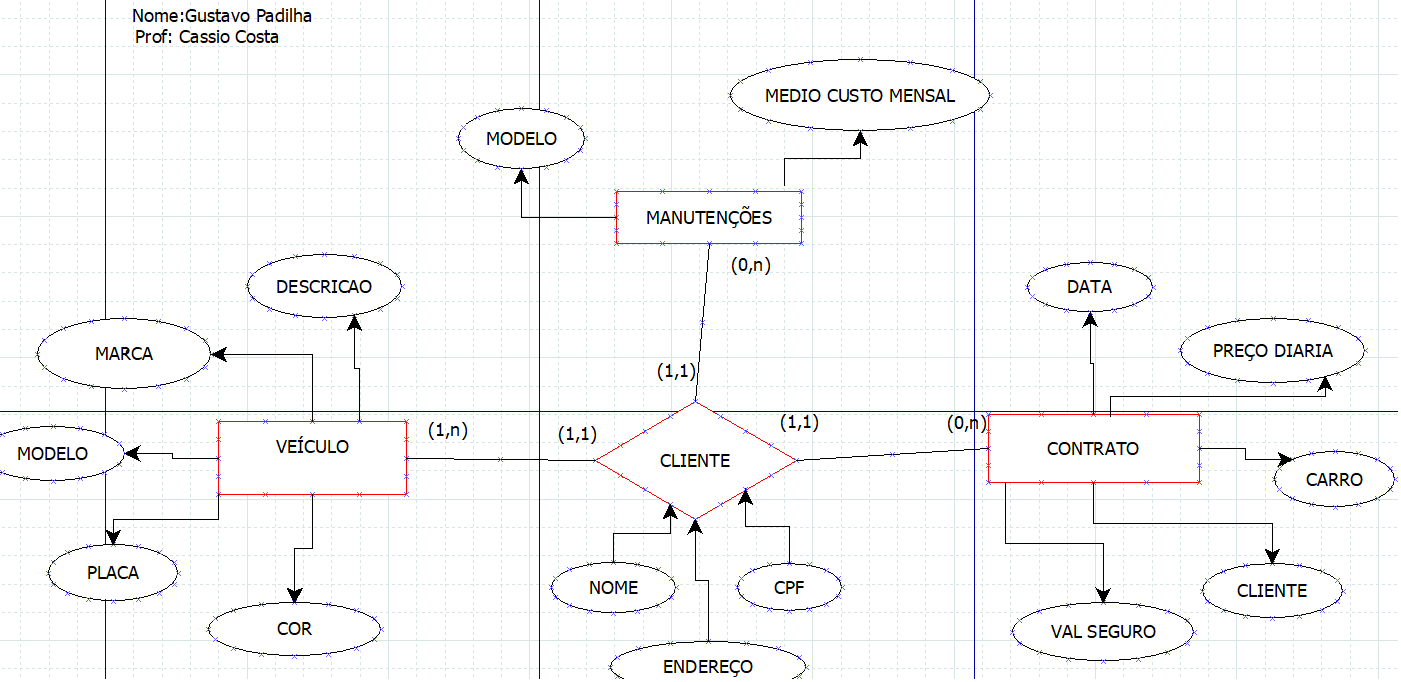 Nome:Gustavo Padilha
Prof: Cassio Costa
MEDIO CUSTO MENSAL
MODELO
MANUTENÇÕES
(0,n)
DESCRICAO
DATA
MARCA
PREÇO DIARIA
(1,1)
(1,n)
(1,1)
(1,1)
(0,n)
VEÍCULO
MODELO
CLIENTE
CONTRATO
CARRO
PLACA
NOME
CPF
CLIENTE
COR
VAL SEGURO
ENDEREÇO